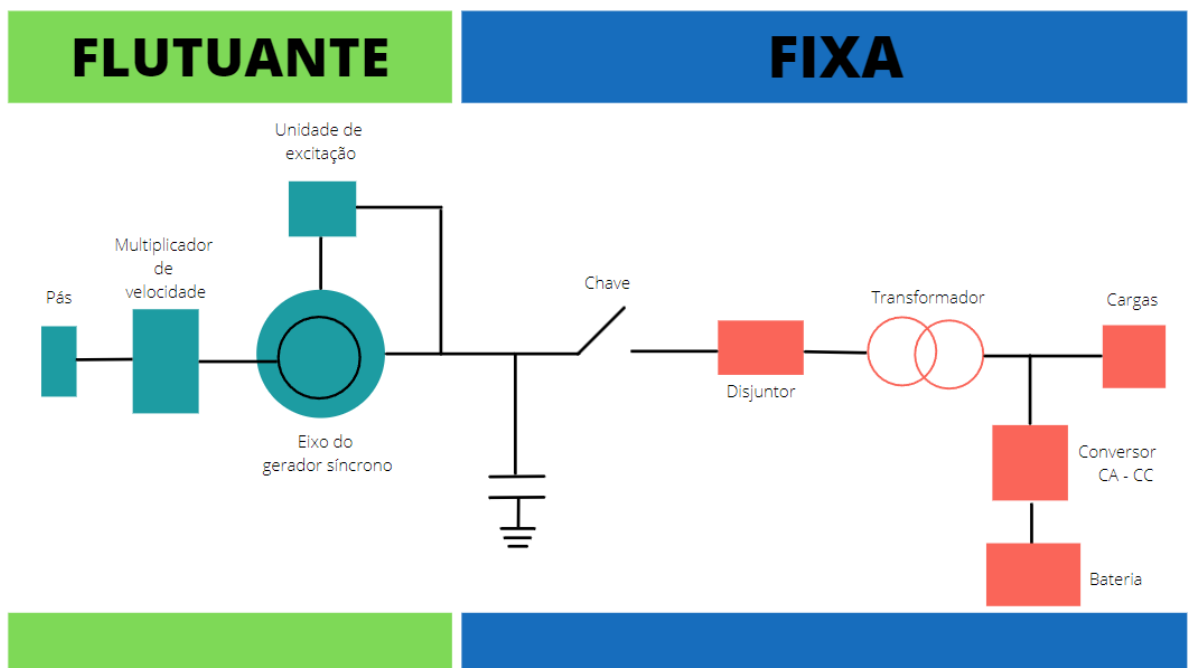 FLUTUANTE
FIXA
Unidade de
excitação
Multiplicador
de
velocidade
Pás
Chave
Transformador
Cargas
Disjuntor
Eixo do
gerador síncrono
Conversor
CA - CC
Bateria